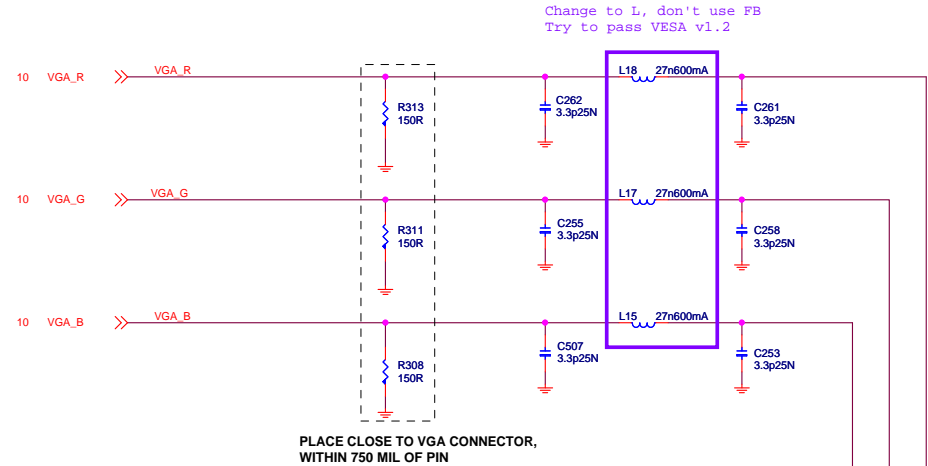 Change to L, don't use FB
Try to pass VESA v1.2
10 VGA_R VGA_R L18 27n600mA
R313
150R
C262
3.3p25N
C261
3.3p25N
10 VGA_G VGA_G L17 27n600mA
R311
150R
C255
3.3p25N
C258
3.3p25N
10 VGA_B VGA_B L15 27n600mA
R308
150R
C507
3.3p25N
C253
3.3p25N
PLACE CLOSE TO VGA CONNECTOR,
WITHIN 750 MIL OF PIN